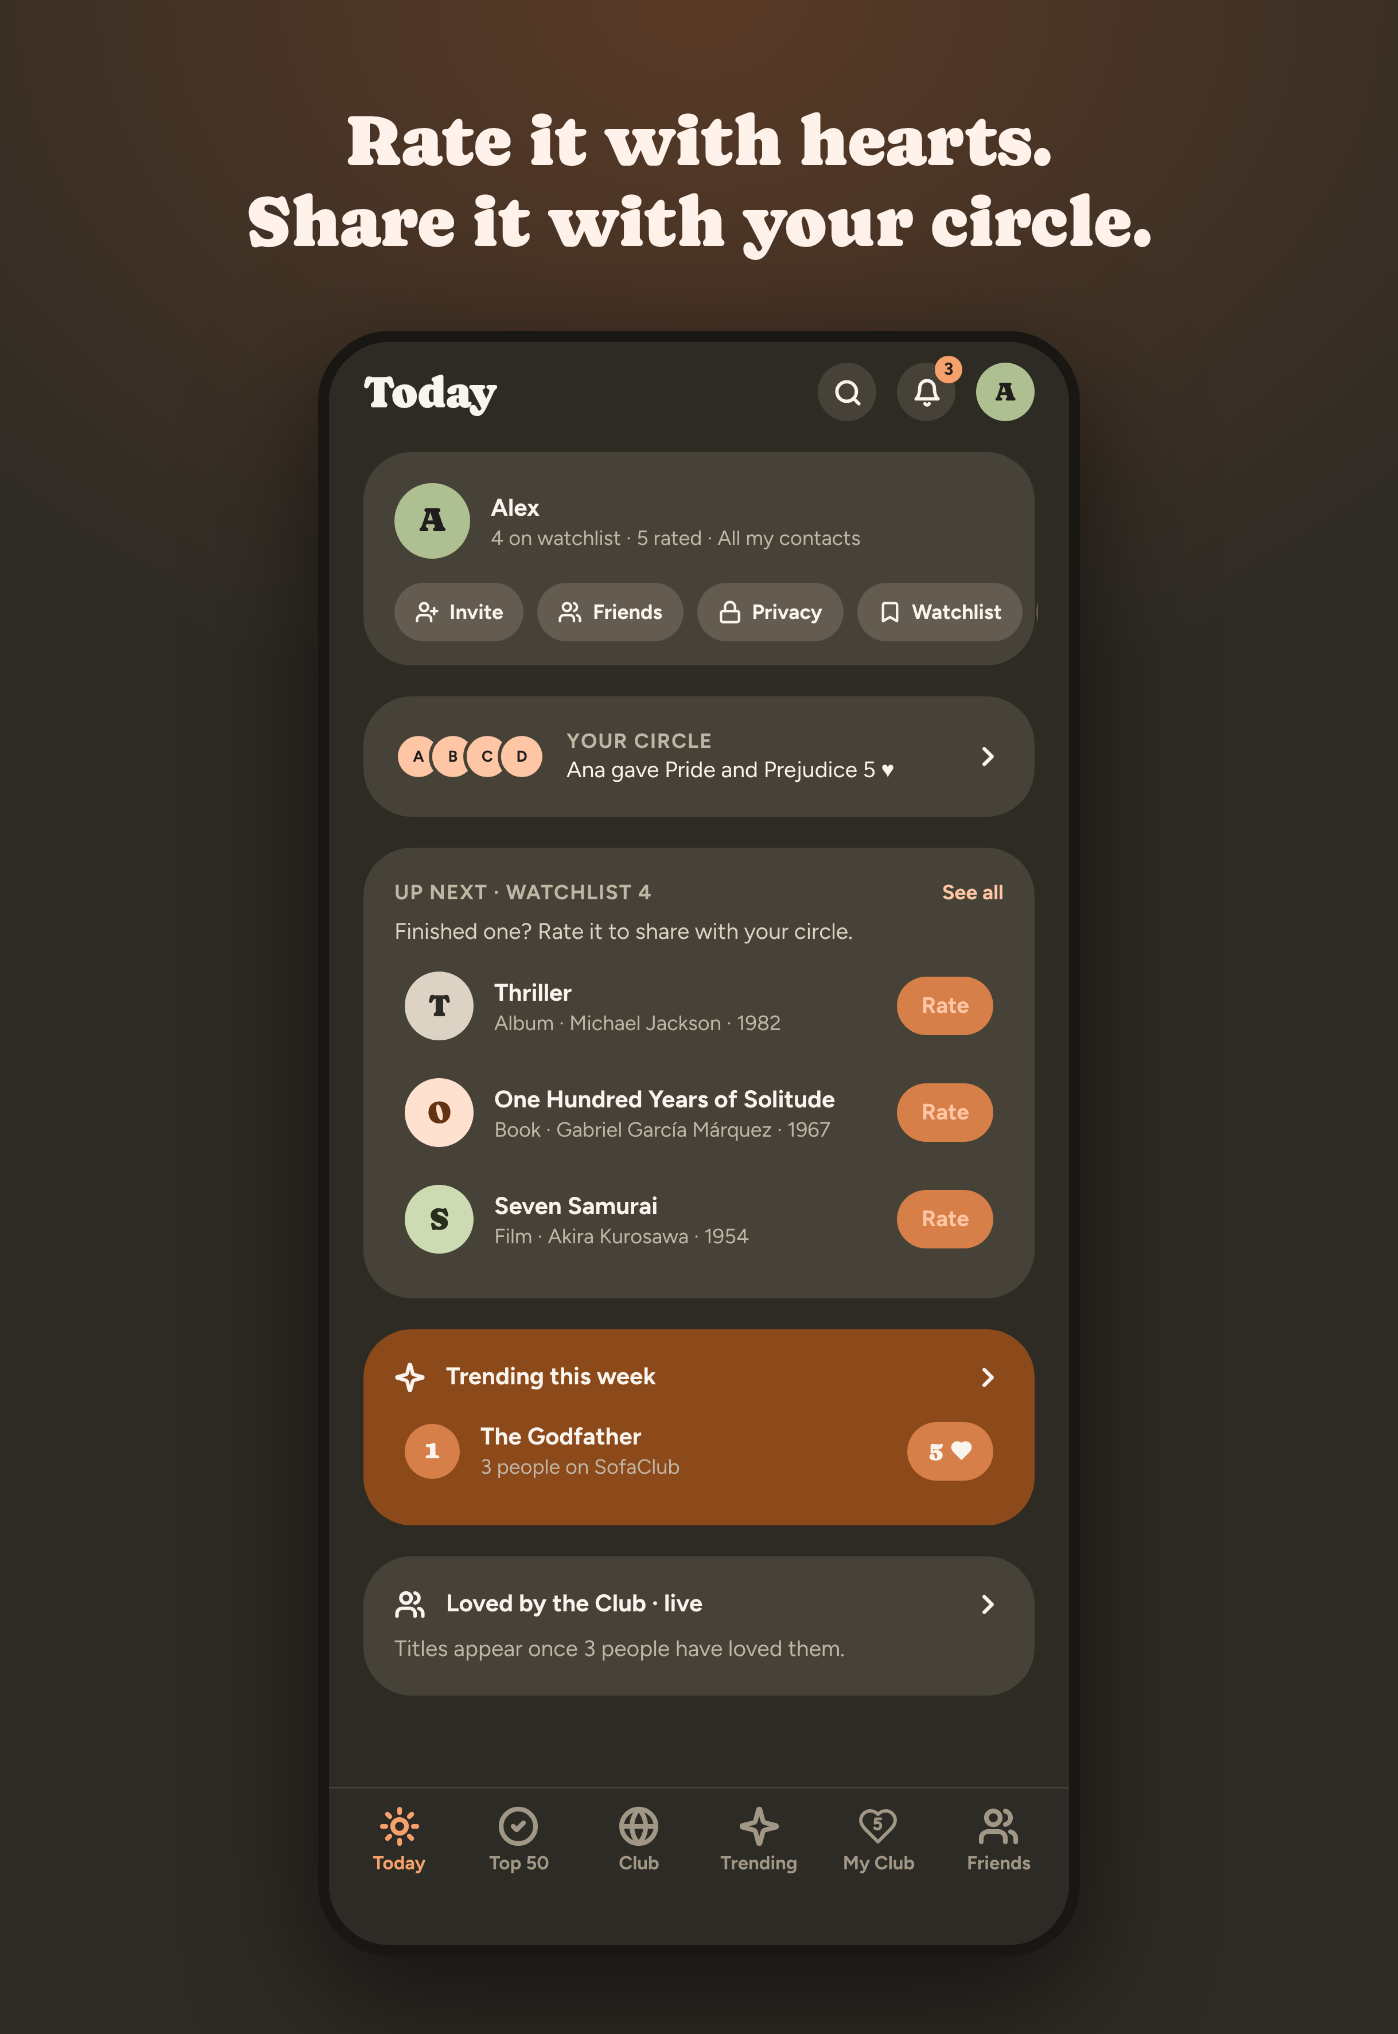 Rate it with hearts.
Share it with your circle.
Today
3
A
A
Alex
4 on watchlist · 5 rated · All my contacts
Invite
Friends
Privacy
Watchlist
A B C D
YOUR CIRCLE
Ana gave Pride and Prejudice 5 ♥
UP NEXT · WATCHLIST 4
See all
Finished one? Rate it to share with your circle.
T
Thriller
Album · Michael Jackson · 1982
Rate
O
One Hundred Years of Solitude
Book · Gabriel García Márquez · 1967
Rate
S
Seven Samurai
Film · Akira Kurosawa · 1954
Rate
Trending this week
1
The Godfather
3 people on SofaClub
5 ♥
Loved by the Club · live
Titles appear once 3 people have loved them.
5
Today
Top 50
Club
Trending
My Club
Friends